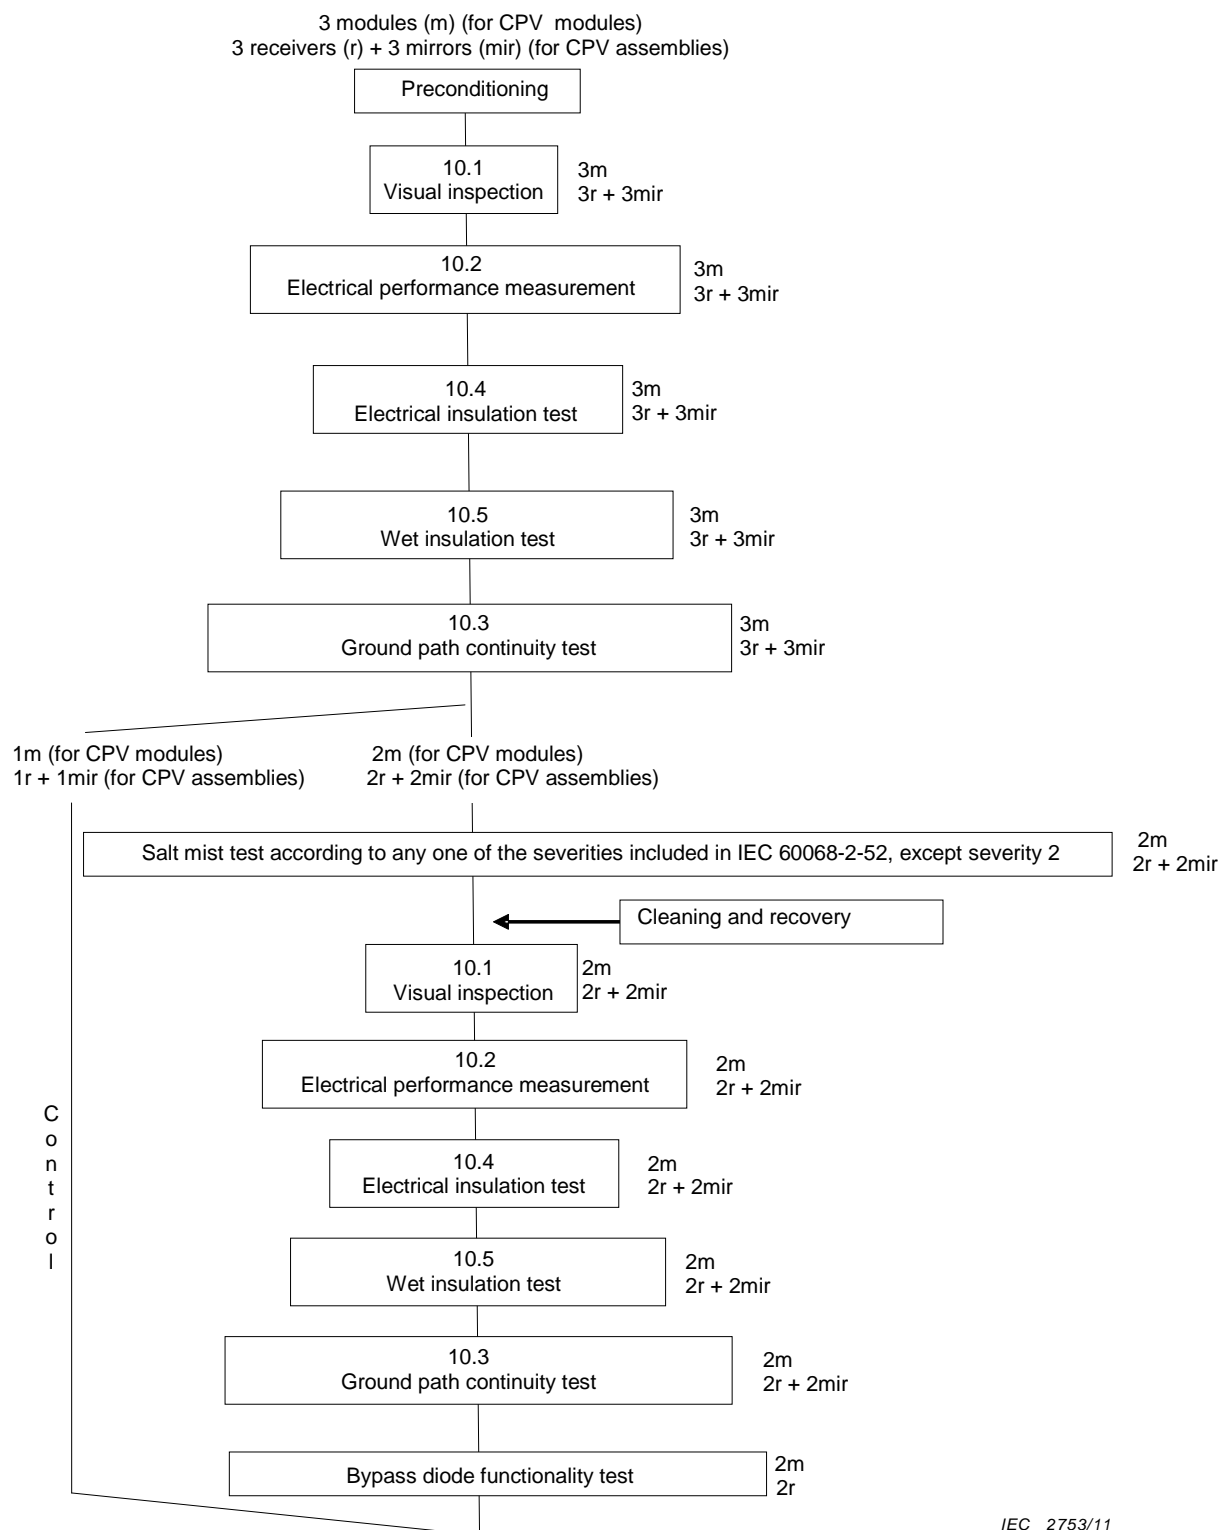 3 modules (m) (for CPV modules)
3 receivers (r) + 3 mirrors (mir) (for CPV assemblies)
Preconditioning
10.1
Visual inspection
3m
3r + 3mir
10.2
Electrical performance measurement
3m
3r + 3mir
10.4
Electrical insulation test
3m
3r + 3mir
10.5
Wet insulation test
3m
3r + 3mir
10.3
Ground path continuity test
3m
3r + 3mir
1m (for CPV modules)
1r + 1mir (for CPV assemblies)
2m (for CPV modules)
2r + 2mir (for CPV assemblies)
Salt mist test according to any one of the severities included in IEC 60068-2-52, except severity 2
2m
2r + 2mir
Cleaning and recovery
10.1
Visual inspection
2m
2r + 2mir
10.2
Electrical performance measurement
2m
2r + 2mir
Control
10.4
Electrical insulation test
2m
2r + 2mir
10.5
Wet insulation test
2m
2r + 2mir
10.3
Ground path continuity test
2m
2r + 2mir
Bypass diode functionality test
2m
2r
IEC 2753/11